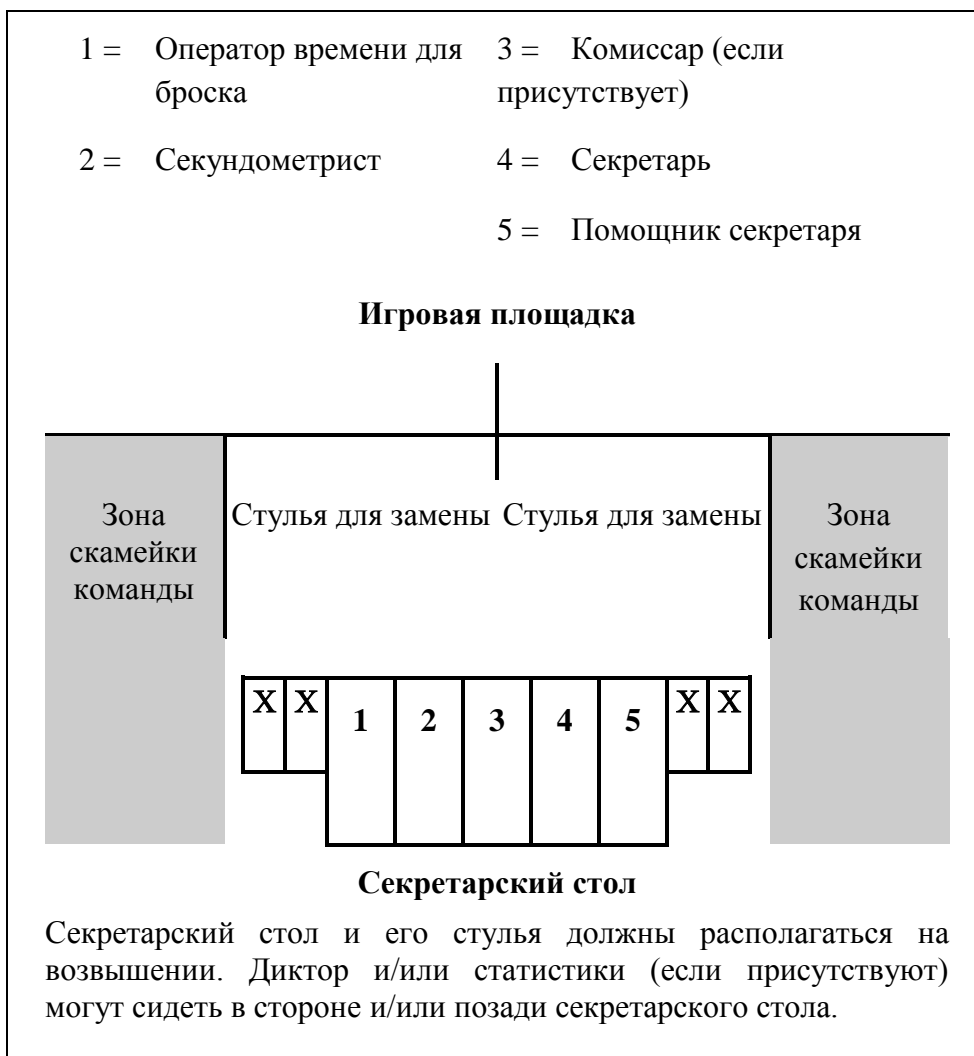 1 = Оператор времени для броска
3 = Комиссар (если присутствует)
2 = Секундометрист
4 = Секретарь
5 = Помощник секретаря
Игровая площадка
Зона
скамейки
команды
Стулья для замены Стулья для замены
Зона
скамейки
команды
X X 1 2 3 4 5 X X
Секретарский стол
Секретарский стол и его стулья должны располагаться на
возвышении. Диктор и/или статистики (если присутствуют)
могут сидеть в стороне и/или позади секретарского стола.